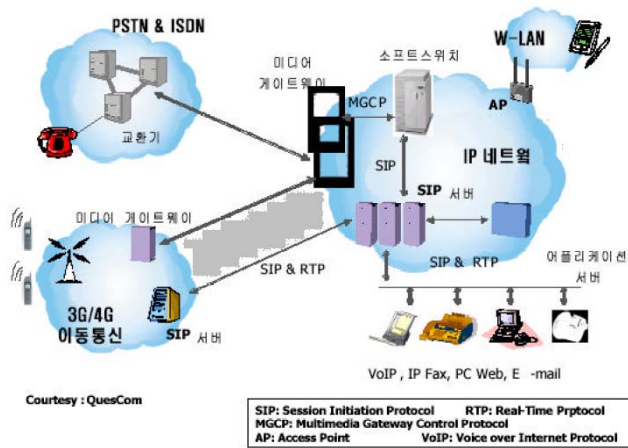 PSTN & ISDN
교환기
미디어
게이트웨이
소프트스위치
MGCP
W-LAN
AP
SIP
IP 네트웍
SIP 서버
SIP & RTP
어플리케이션
서버
미디어 게이트웨이
SIP & RTP
3G/4G
이동통신
SIP 서버
VoIP , IP Fax, PC Web, E -mail
Courtesy : QuesCom
SIP: Session Initiation Protocol RTP: Real-Time Prptocol
MGCP: Multimedia Gateway Control Protocol
AP: Access Point VoIP: Voice over Internet Protocol